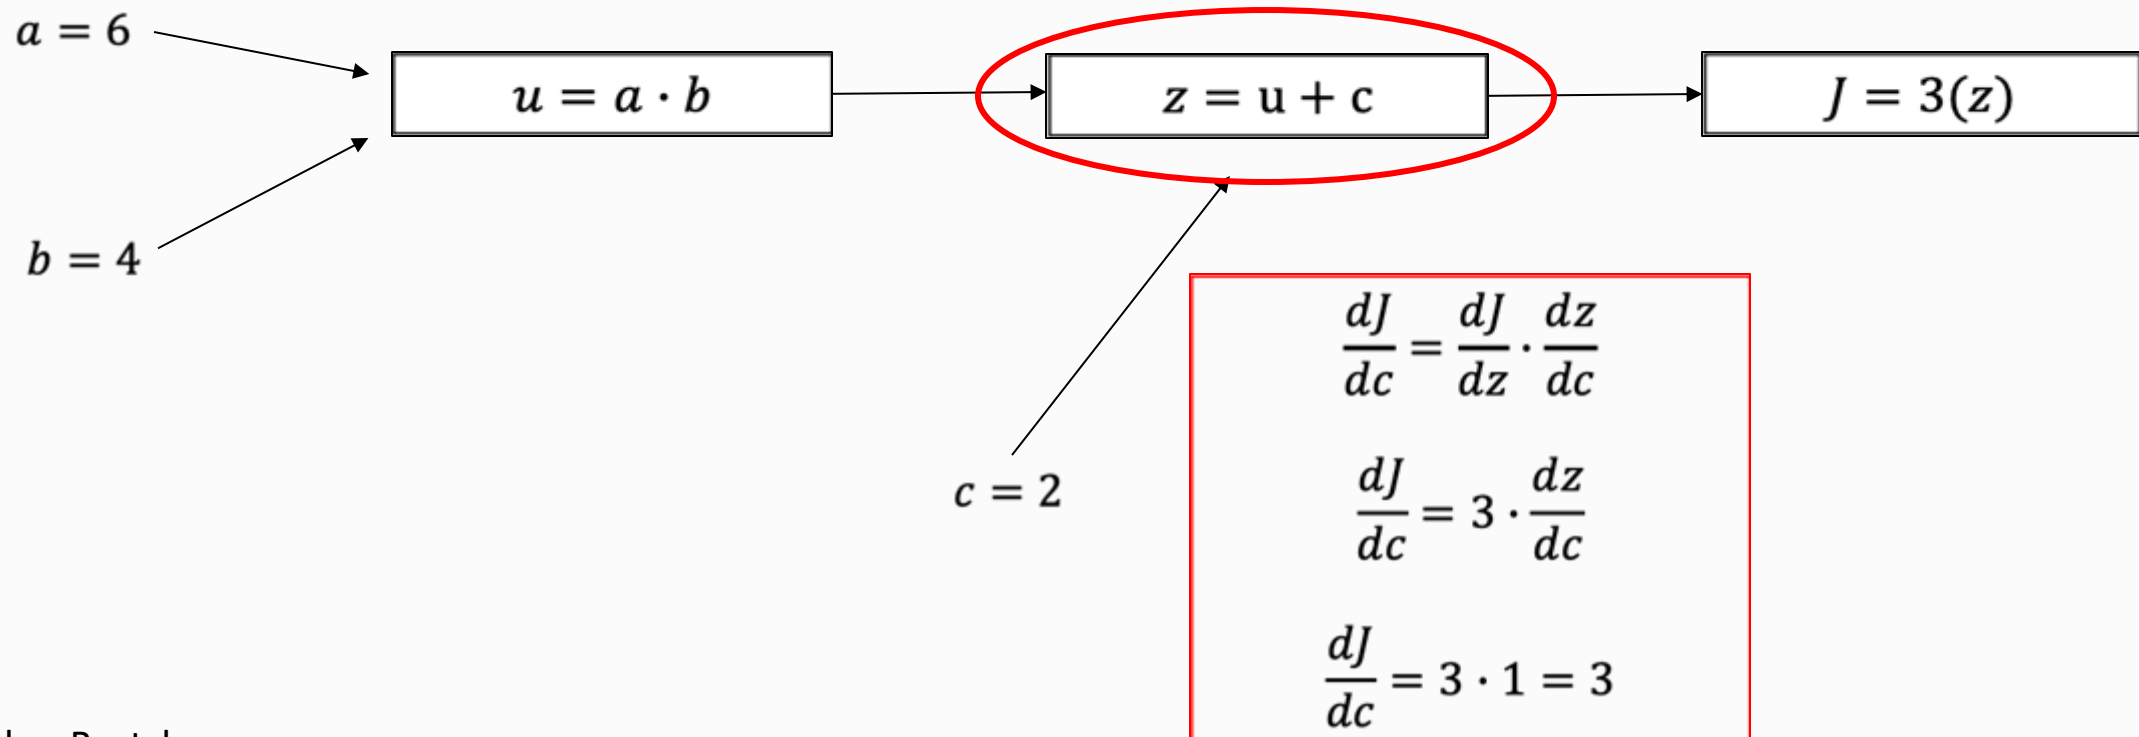 a = 6
u = a · b
z = u + c
J = 3(z)
b = 4
c = 2
dJ/dc = dJ/dz · dz/dc
dJ/dc = 3 · dz/dc
dJ/dc = 3 · 1 = 3